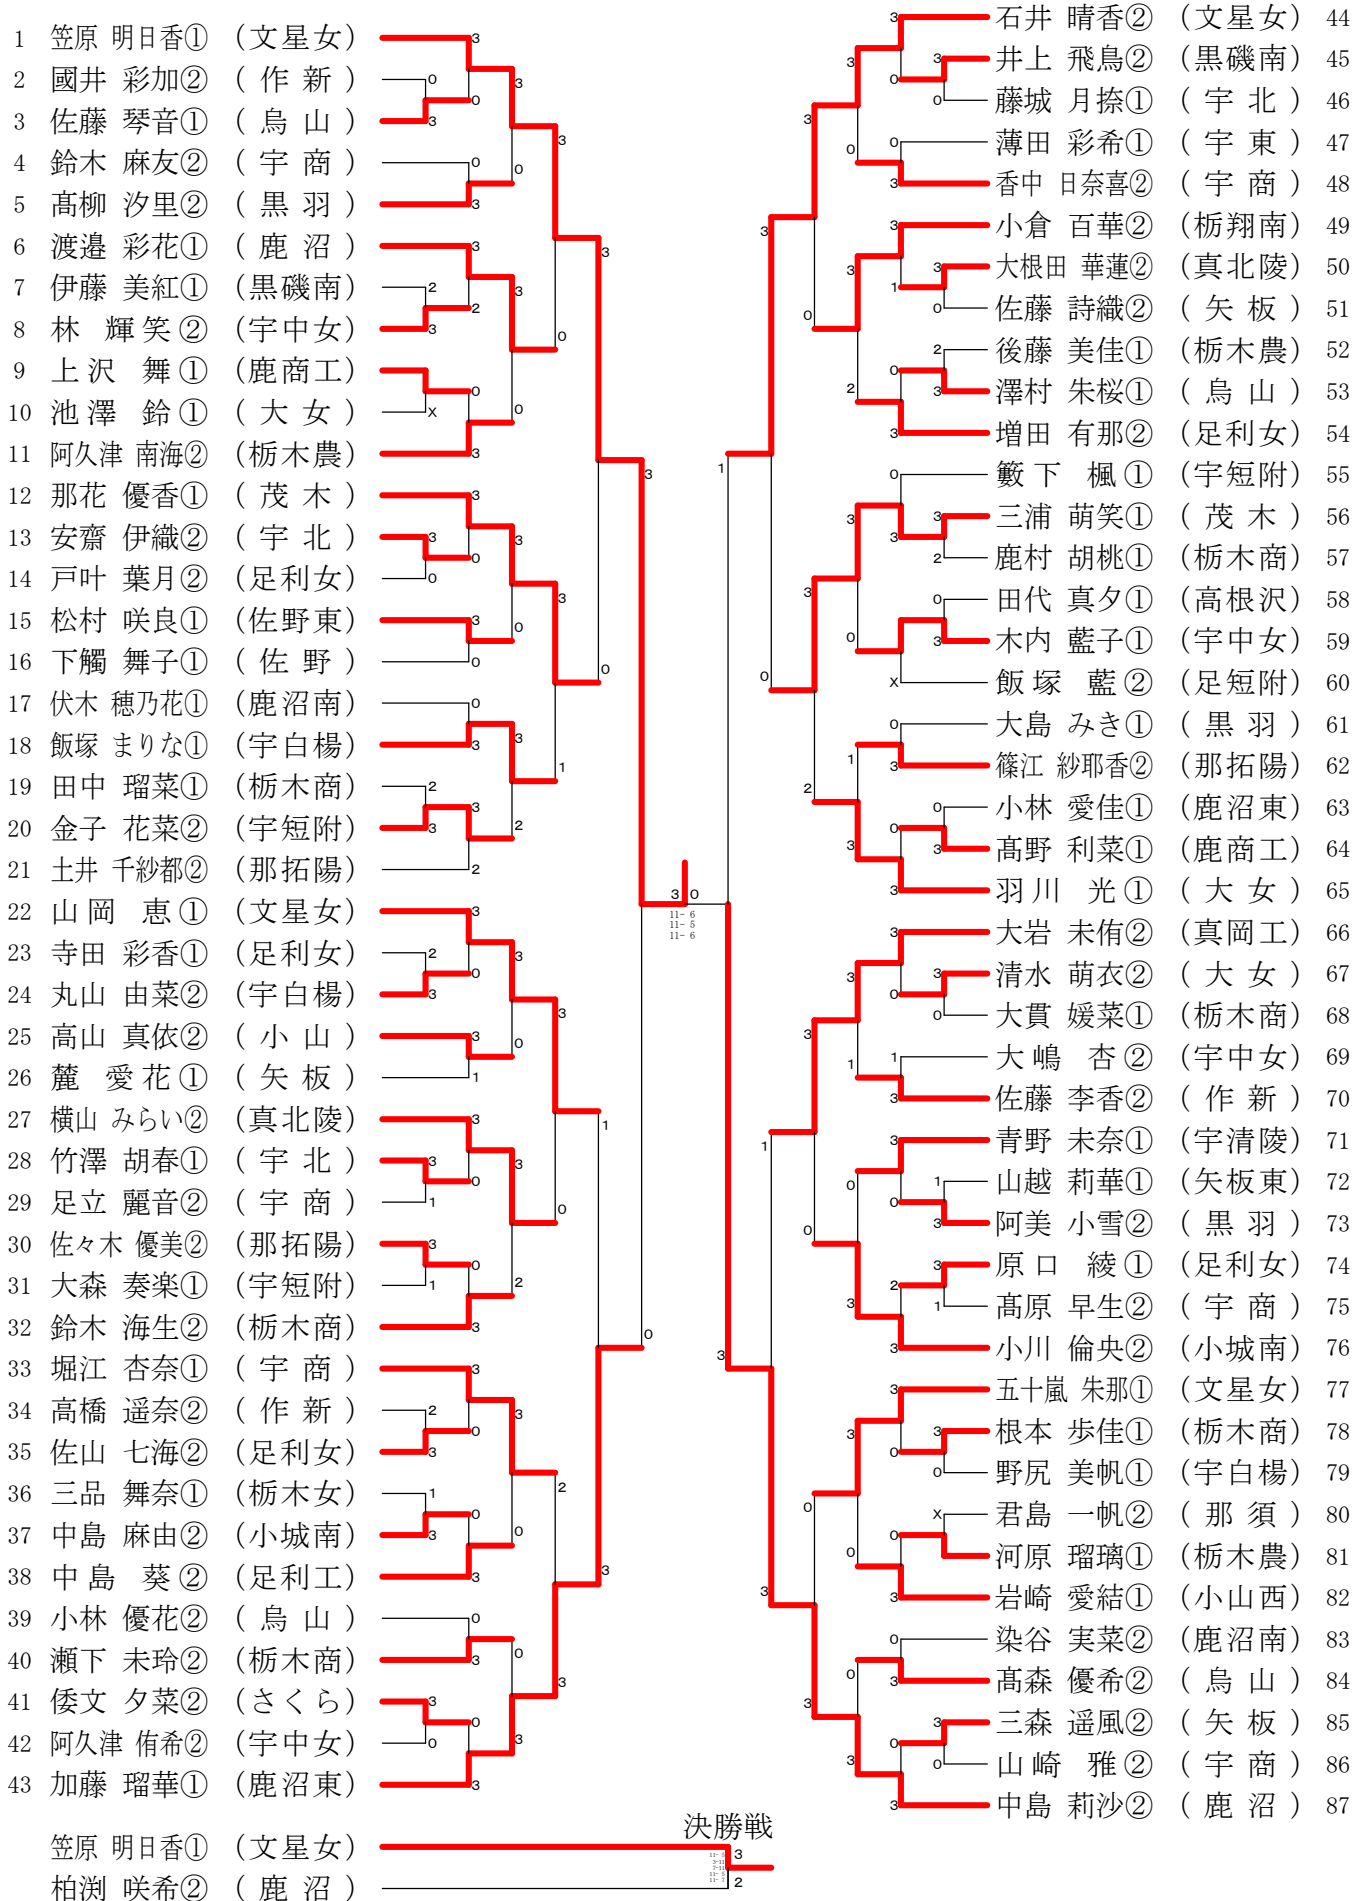 1 笠原 明日香① (文星女)
2 國井 彩加② (作新)
3 佐藤 琴音① (烏山)
4 鈴木 麻友② (宇商)
5 髙柳 汐里② (黒羽)
6 渡邉 彩花① (鹿沼)
7 伊藤 美紅① (黒磯南)
8 林 輝笑② (宇中女)
9 上沢 舞① (鹿商工)
10 池澤 鈴① (大女)
11 阿久津 南海② (栃木農)
12 那花 優香① (茂木)
13 安齋 伊織② (宇北)
14 戸叶 葉月② (足利女)
15 松村 咲良① (佐野東)
16 下觸 舞子① (佐野)
17 伏木 穂乃花① (鹿沼南)
18 飯塚 まりな① (宇白楊)
19 田中 瑠菜① (栃木商)
20 金子 花菜② (宇短附)
21 土井 千紗都② (那拓陽)
22 山岡 恵① (文星女)
23 寺田 彩香① (足利女)
24 丸山 由菜② (宇白楊)
25 高山 真依② (小山)
26 麓 愛花① (矢板)
27 横山 みらい② (真北陵)
28 竹澤 胡春① (宇北)
29 足立 麗音② (宇商)
30 佐々木 優美② (那拓陽)
31 大森 奏楽① (宇短附)
32 鈴木 海生② (栃木商)
33 堀江 杏奈① (宇商)
34 高橋 遥奈② (作新)
35 佐山 七海② (足利女)
36 三品 舞奈① (栃木女)
37 中島 麻由② (小城南)
38 中島 葵② (足利工)
39 小林 優花② (烏山)
40 瀬下 未玲② (栃木商)
41 倭文 夕菜② (さくら)
42 阿久津 侑希② (宇中女)
43 加藤 瑠華① (鹿沼東)
石井 晴香② (文星女) 44
井上 飛鳥② (黒磯南) 45
藤城 月捺① (宇北) 46
薄田 彩希① (宇東) 47
香中 日奈喜② (宇商) 48
小倉 百華② (栃翔南) 49
大根田 華蓮② (真北陵) 50
佐藤 詩織② (矢板) 51
後藤 美佳① (栃木農) 52
澤村 朱桜① (烏山) 53
増田 有那② (足利女) 54
籔下 楓① (宇短附) 55
三浦 萌笑① (茂木) 56
鹿村 胡桃① (栃木商) 57
田代 真夕① (高根沢) 58
木内 藍子① (宇中女) 59
飯塚 藍② (足短附) 60
大島 みき① (黒羽) 61
篠江 紗耶香② (那拓陽) 62
小林 愛佳① (鹿沼東) 63
髙野 利菜① (鹿商工) 64
羽川 光① (大女) 65
大岩 未侑② (真岡工) 66
清水 萌衣② (大女) 67
大貫 媛菜① (栃木商) 68
大嶋 杏② (宇中女) 69
佐藤 李香② (作新) 70
青野 未奈① (宇清陵) 71
山越 莉華① (矢板東) 72
阿美 小雪② (黒羽) 73
原口 綾① (足利女) 74
髙原 早生② (宇商) 75
小川 倫央② (小城南) 76
五十嵐 朱那① (文星女) 77
根本 歩佳① (栃木商) 78
野尻 美帆① (宇白楊) 79
君島 一帆② (那須) 80
河原 瑠璃① (栃木農) 81
岩崎 愛結① (小山西) 82
染谷 実菜② (鹿沼南) 83
髙森 優希② (烏山) 84
三森 遥風② (矢板) 85
山崎 雅② (宇商) 86
中島 莉沙② (鹿沼) 87
3 0
11- 6
11- 5
11- 6
決勝戦
笠原 明日香① (文星女) 3
柏渕 咲希② (鹿沼) 2